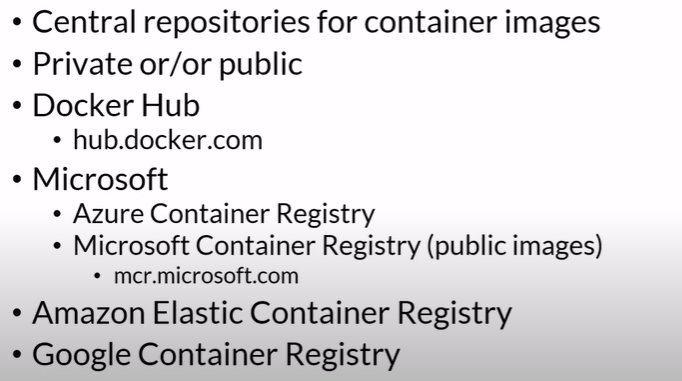 • Central repositories for container images
• Private or/or public
• Docker Hub
• hub.docker.com
• Microsoft
• Azure Container Registry
• Microsoft Container Registry (public images)
• mcr.microsoft.com
• Amazon Elastic Container Registry
• Google Container Registry